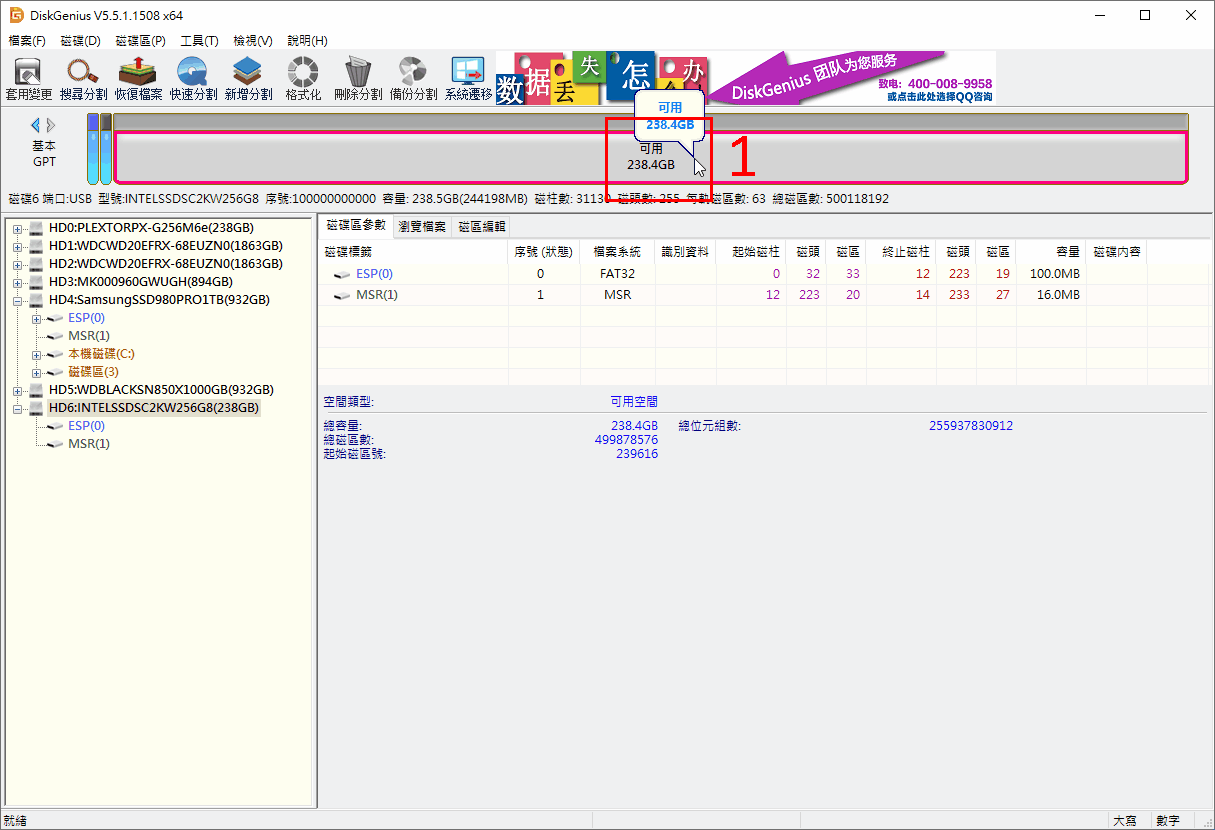 DiskGenius V5.5.1.1508 x64
檔案(F) 磁碟(D) 磁碟區(P) 工具(T) 檢視(V) 說明(H)
套用變更 搜尋分割 恢復檔案 快速分割 新增分割 格式化 刪除分割 備份分割 系統遷移
数据丢失怎办
DiskGenius 团队为您服务
致电: 400-008-9958
或点击此处选择QQ咨询
可用
238.4GB
基本
GPT
可用
238.4GB
1
磁碟6 端口:USB 型號:INTELSSDSC2KW256G8 序號:100000000000 容量: 238.5GB(244198MB) 磁柱數: 31130 磁頭數: 255 每軌磁區數: 63 總磁區數: 500118192
HD0:PLEXTORPX-G256M6e(238GB)
HD1:WDCWD20EFRX-68EUZN0(1863GB)
HD2:WDCWD20EFRX-68EUZN0(1863GB)
HD3:MK000960GWUGH(894GB)
HD4:SamsungSSD980PRO1TB(932GB)
ESP(0)
MSR(1)
本機磁碟(C:)
磁碟區(3)
HD5:WDBLACKSN850X1000GB(932GB)
HD6:INTELSSDSC2KW256G8(238GB)
ESP(0)
MSR(1)
磁碟區參數 瀏覽檔案 磁區編輯
磁碟標籤 序號 (狀態) 檔案系統 識別資料 起始磁柱 磁頭 磁區 終止磁柱 磁頭 磁區 容量 磁碟內容
ESP(0) 0 FAT32 0 32 33 12 223 19 100.0MB
MSR(1) 1 MSR 12 223 20 14 233 27 16.0MB
空間類型: 可用空間
總容量: 238.4GB 總位元組數: 255937830912
總磁區數: 499878576
起始磁區號: 239616
就緒 大寫 數字